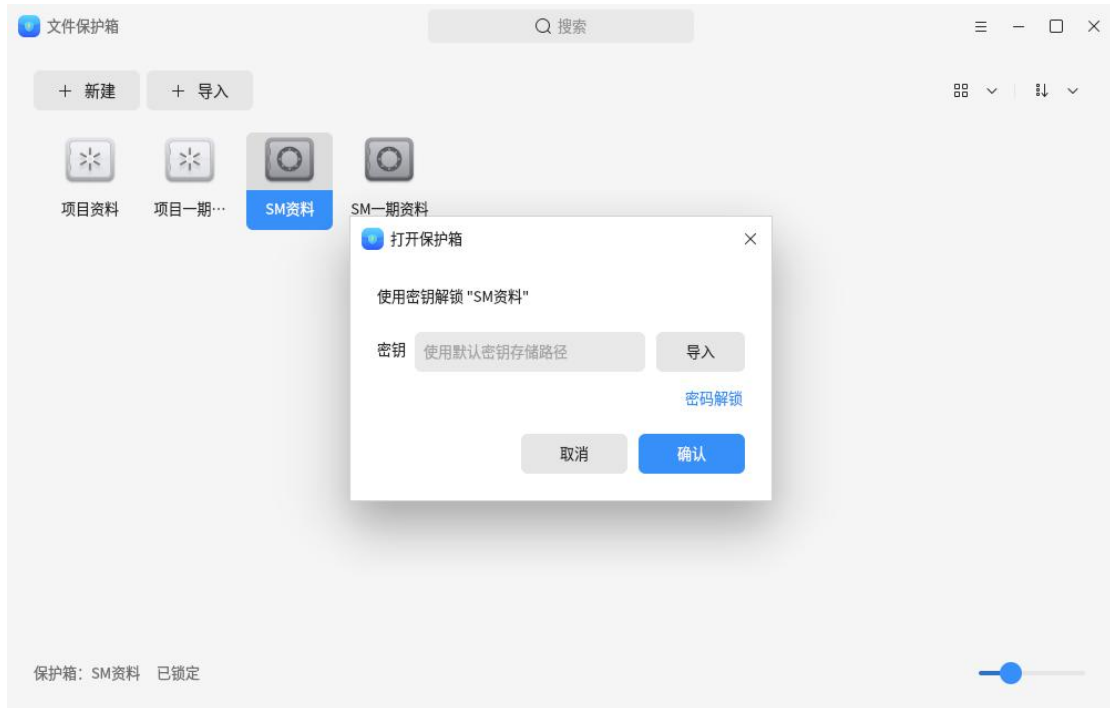 文件保护箱
搜索
新建 导入
项目资料 项目一期… SM资料 SM一期资料
打开保护箱
使用密钥解锁 "SM资料"
密钥 使用默认密钥存储路径 导入
密码解锁
取消 确认
保护箱: SM资料 已锁定